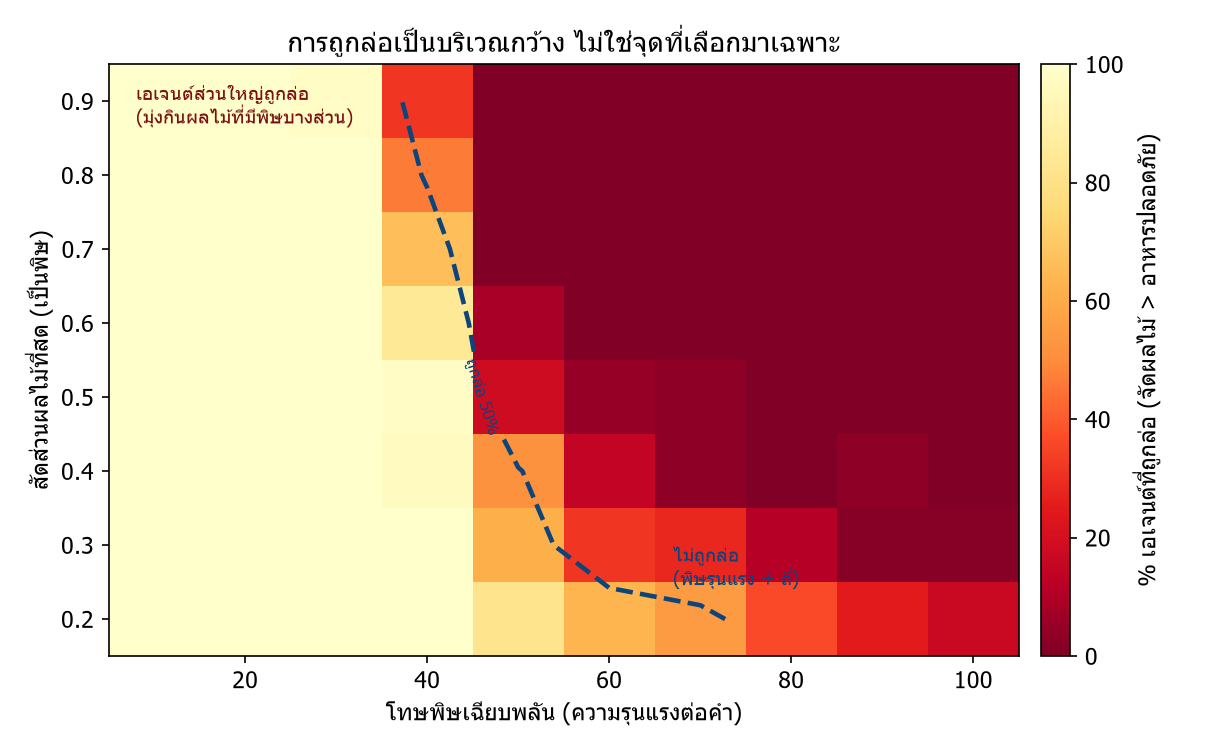 การถูกล่อเป็นบริเวณกว้าง ไม่ใช่จุดที่เลือกมาเฉพาะ
เอเจนต์ส่วนใหญ่ถูกล่อ
(มุ่งกินผลไม้ที่มีพิษบางส่วน)
ถูกล่อ 50%
ไม่ถูกล่อ
(พิษรุนแรง + ถี่)
สัดส่วนผลไม้ที่สด (เป็นพิษ)
0.9
0.8
0.7
0.6
0.5
0.4
0.3
0.2
20
40
60
80
100
โทษพิษเฉียบพลัน (ความรุนแรงต่อคำ)
100
80
60
40
20
0
% เอเจนต์ที่ถูกล่อ (จัดผลไม้ > อาหารปลอดภัย)